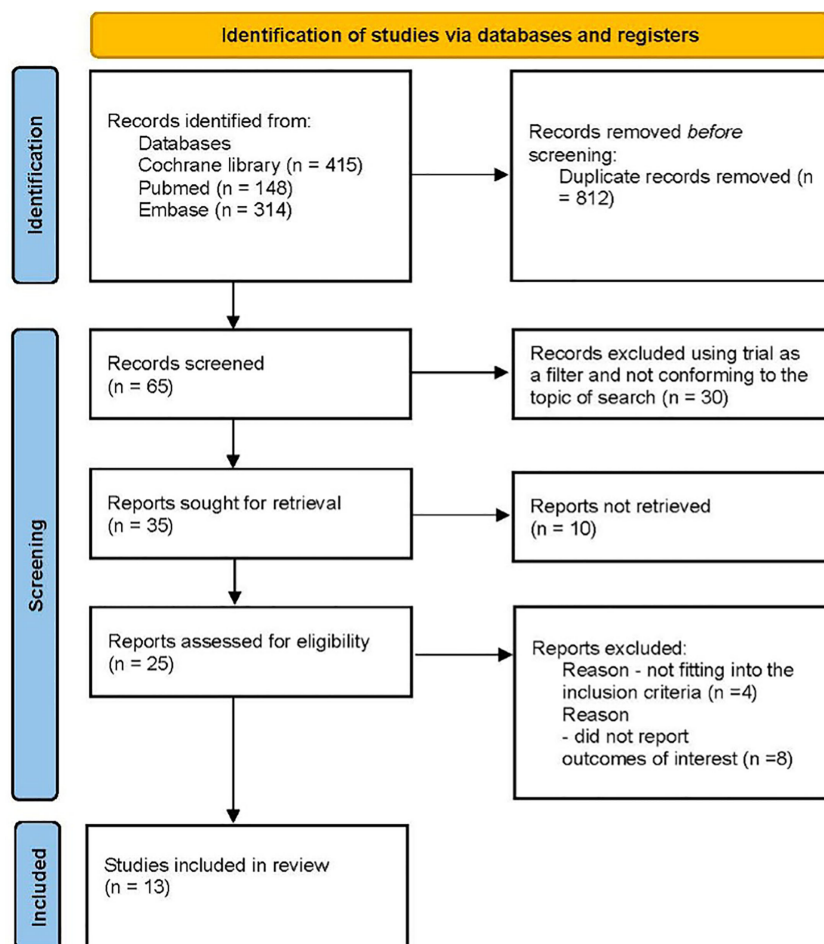 Identification of studies via databases and registers
Identification
Records identified from:
Databases
Cochrane library (n = 415)
Pubmed (n = 148)
Embase (n = 314)
Records removed before
screening:
Duplicate records removed (n
= 812)
Screening
Records screened
(n = 65)
Records excluded using trial as
a filter and not conforming to the
topic of search (n = 30)
Reports sought for retrieval
(n = 35)
Reports not retrieved
(n = 10)
Reports assessed for eligibility
(n = 25)
Reports excluded:
Reason - not fitting into the
inclusion criteria (n =4)
Reason
- did not report
outcomes of interest (n =8)
Included
Studies included in review
(n = 13)